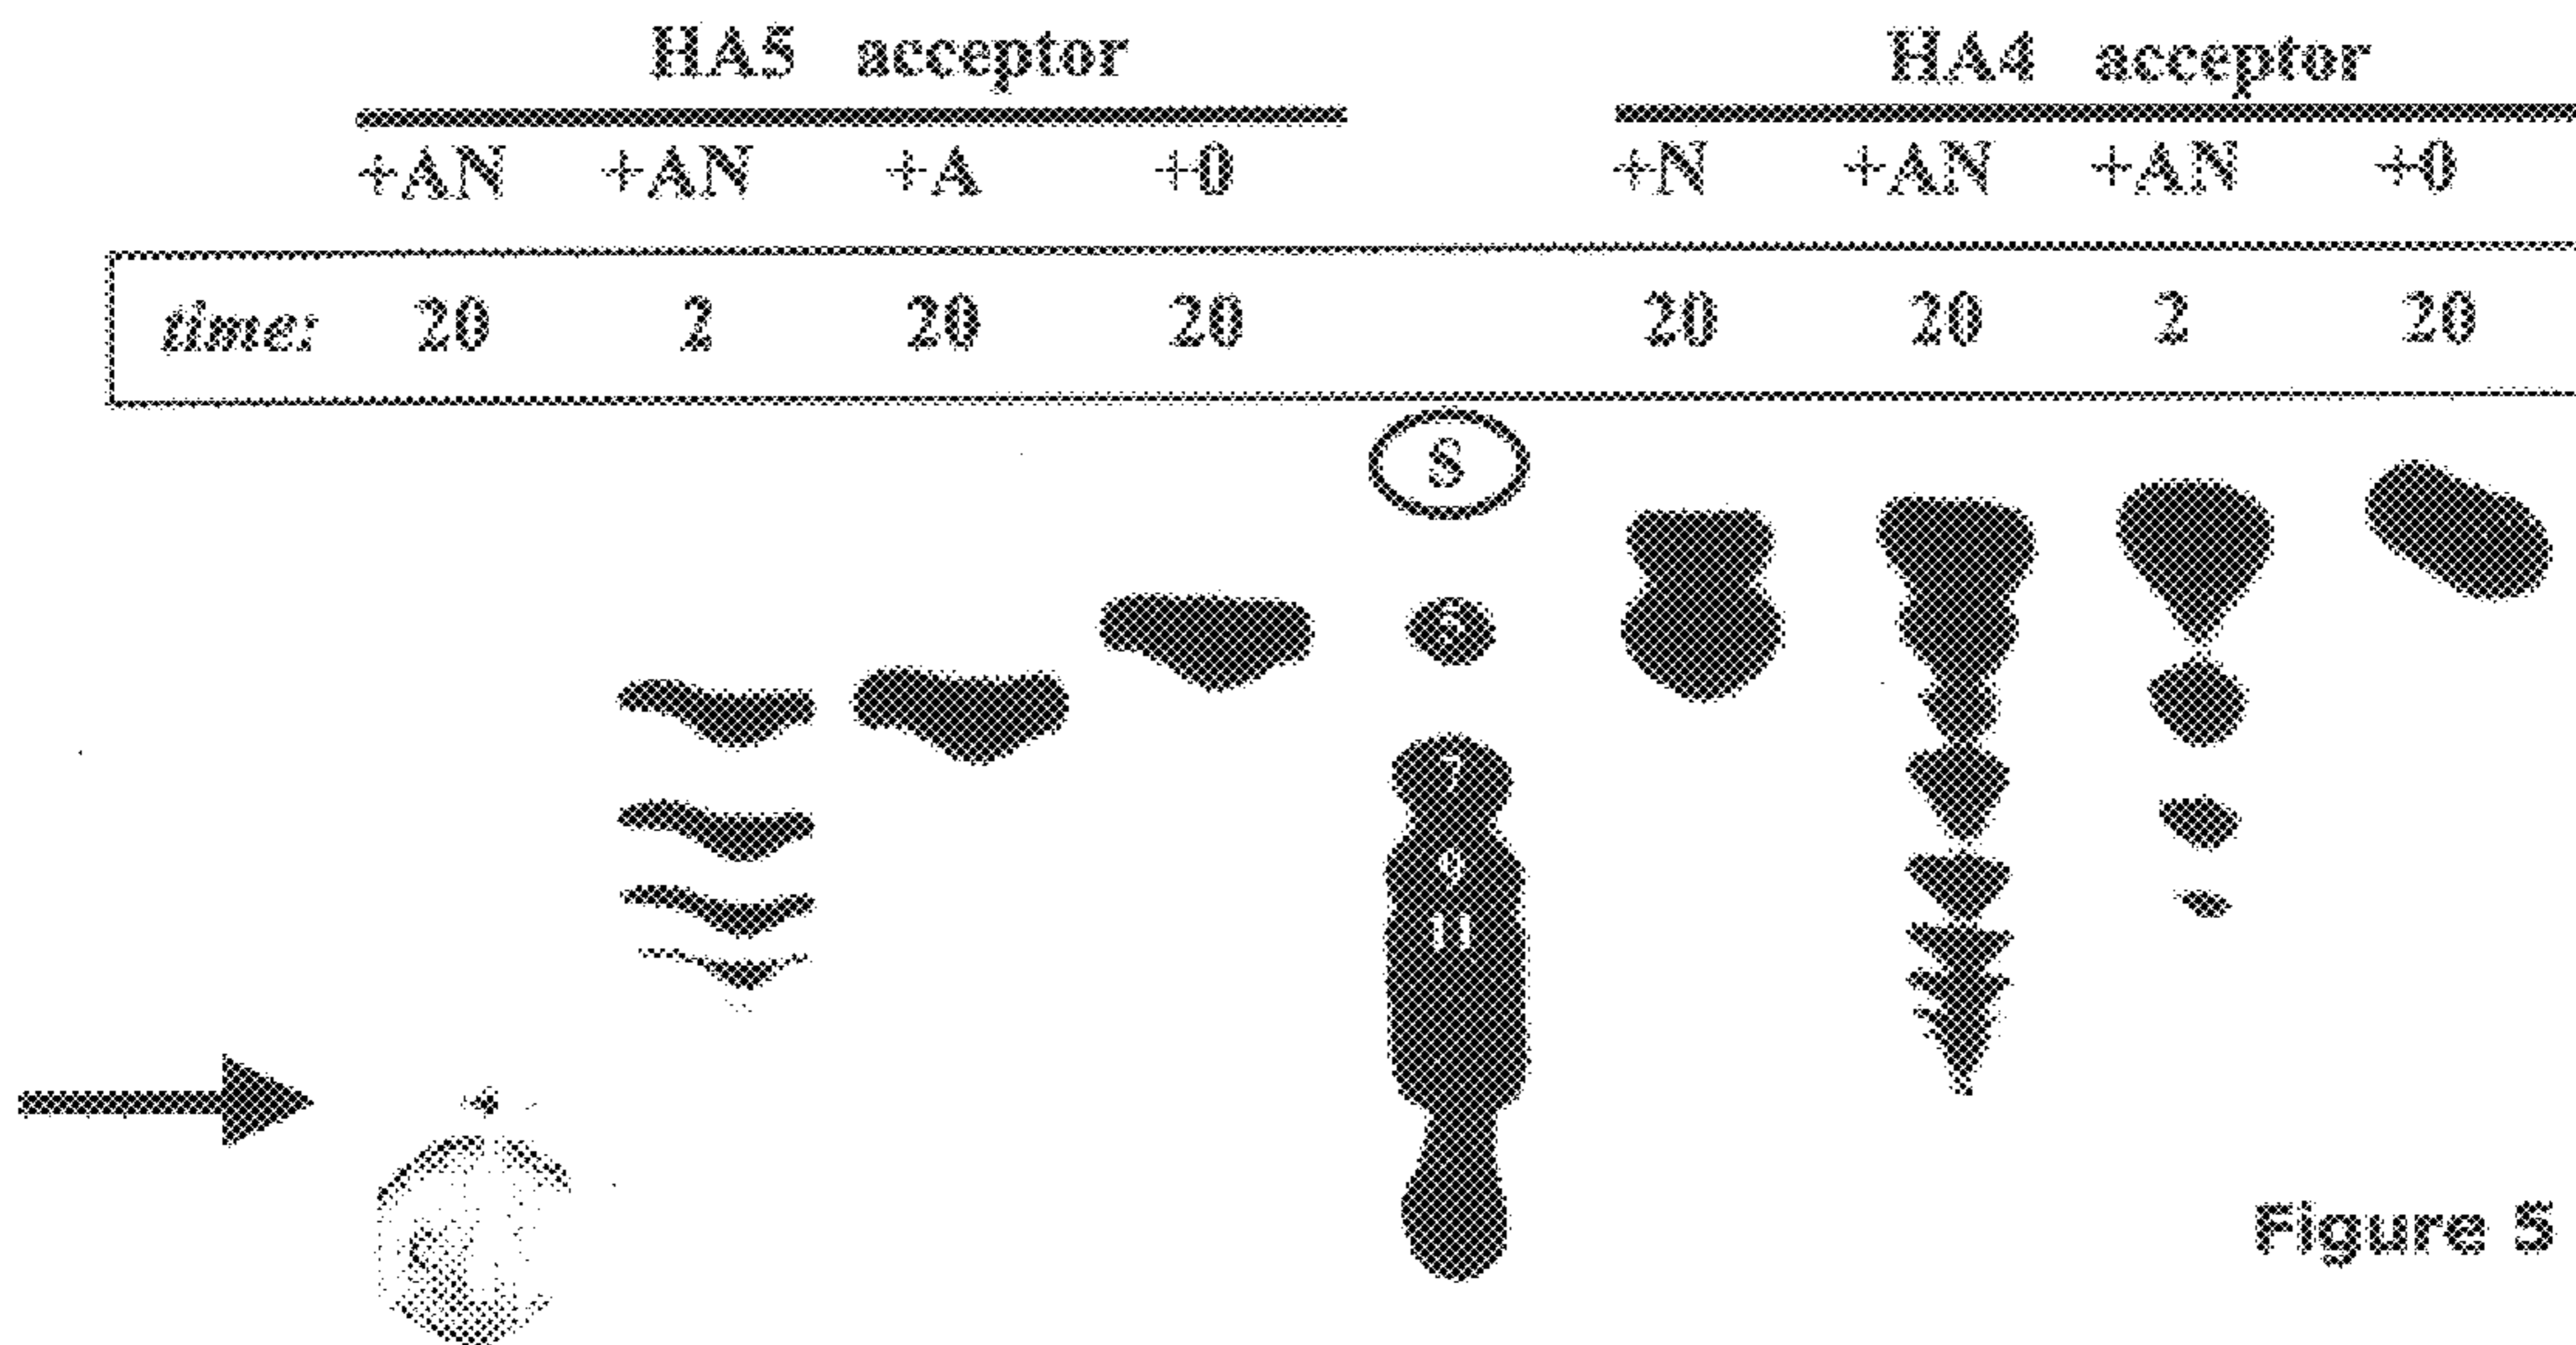 HA5 acceptor HA4 acceptor
+AN +AN +A +0 +N +AN +AN +0
time: 20 2 20 20 20 20 2 20
S
5
7
9
11
Figure 5